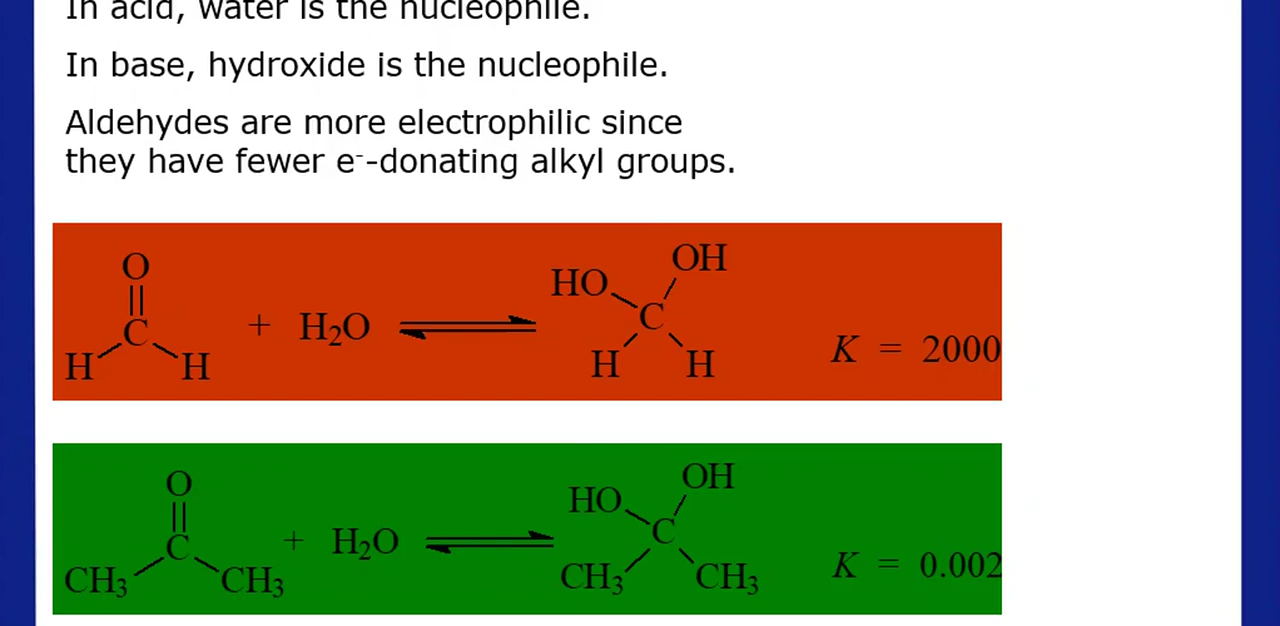 In acid, water is the nucleophile.
In base, hydroxide is the nucleophile.
Aldehydes are more electrophilic since
they have fewer e⁻-donating alkyl groups.
O
C
H H
+ H₂O
HO OH
C
H H
K = 2000
O
C
CH₃ CH₃
+ H₂O
HO OH
C
CH₃ CH₃
K = 0.002